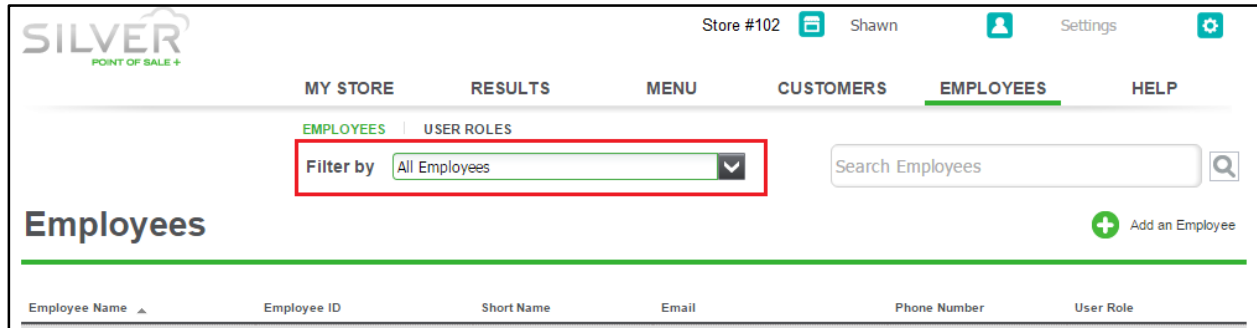 SILVER
POINT OF SALE +
Store #102 Shawn Settings
MY STORE RESULTS MENU CUSTOMERS EMPLOYEES HELP
EMPLOYEES USER ROLES
Filter by All Employees Search Employees
Employees Add an Employee
Employee Name Employee ID Short Name Email Phone Number User Role